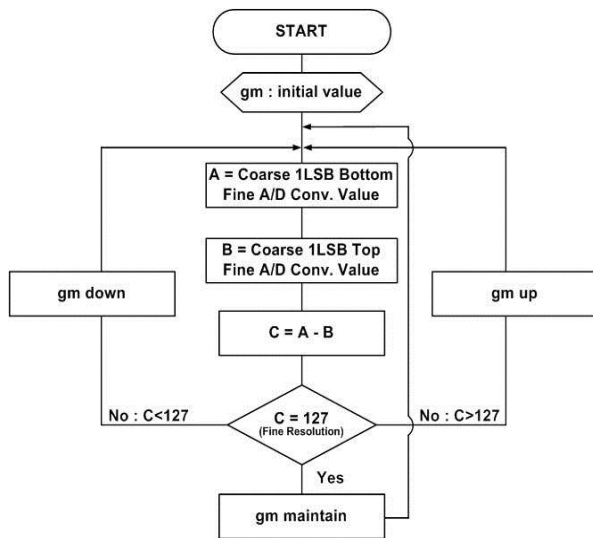 START
gm : initial value
A = Coarse 1LSB Bottom
Fine A/D Conv. Value
B = Coarse 1LSB Top
Fine A/D Conv. Value
gm down
gm up
C = A - B
No : C<127
C = 127
(Fine Resolution)
No : C>127
Yes
gm maintain